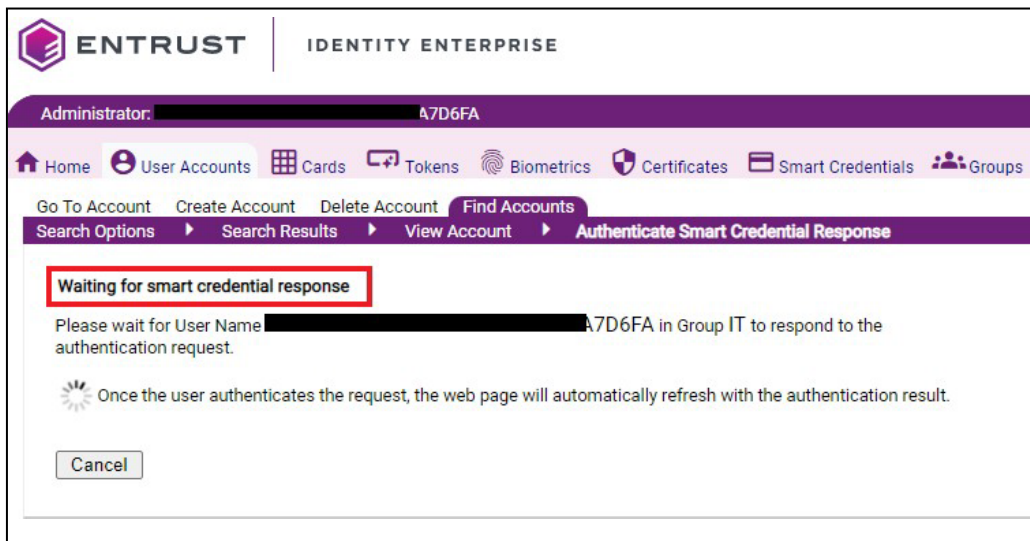 ENTRUST IDENTITY ENTERPRISE
Administrator: A7D6FA
Home User Accounts Cards Tokens Biometrics Certificates Smart Credentials Groups
Go To Account Create Account Delete Account Find Accounts
Search Options Search Results View Account Authenticate Smart Credential Response
Waiting for smart credential response
Please wait for User Name A7D6FA in Group IT to respond to the
authentication request.
Once the user authenticates the request, the web page will automatically refresh with the authentication result.
Cancel